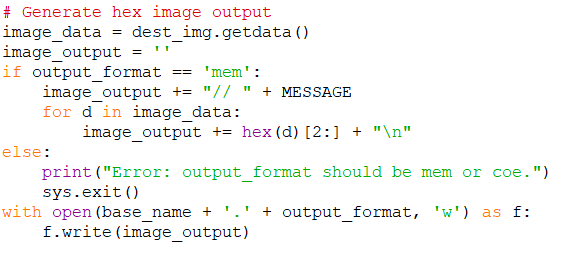 # Generate hex image output
image_data = dest_img.getdata()
image_output = ''
if output_format == 'mem':
    image_output += "// " + MESSAGE
    for d in image_data:
        image_output += hex(d)[2:] + "\n"
else:
    print("Error: output_format should be mem or coe.")
    sys.exit()
with open(base_name + '.' + output_format, 'w') as f:
    f.write(image_output)